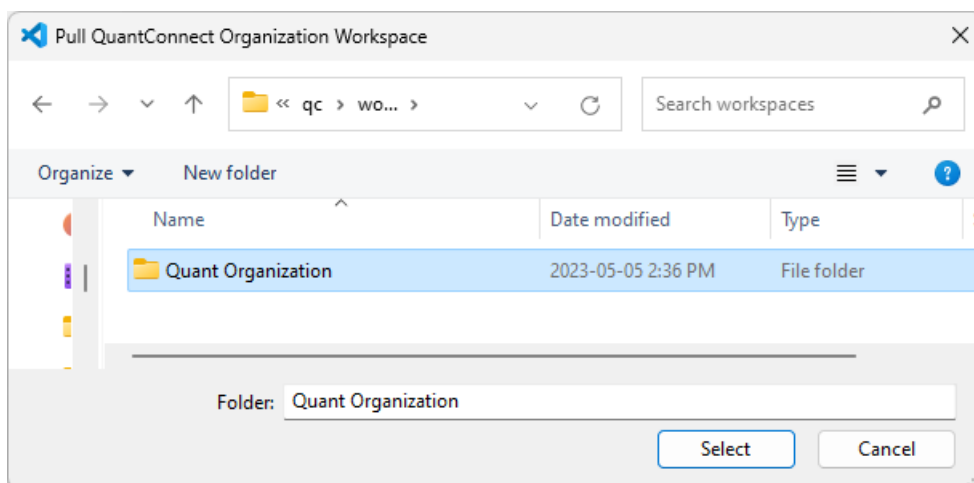 Pull QuantConnect Organization Workspace
« qc › wo... ›
Search workspaces
Organize New folder
?
Name Date modified Type
Quant Organization 2023-05-05 2:36 PM File folder
Folder: Quant Organization
Select Cancel